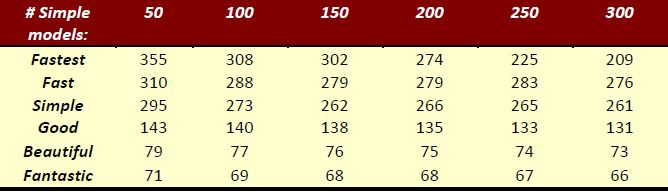 # Simple models: 50 100 150 200 250 300
Fastest 355 308 302 274 225 209
Fast 310 288 279 279 283 276
Simple 295 273 262 266 265 261
Good 143 140 138 135 133 131
Beautiful 79 77 76 75 74 73
Fantastic 71 69 68 68 67 66